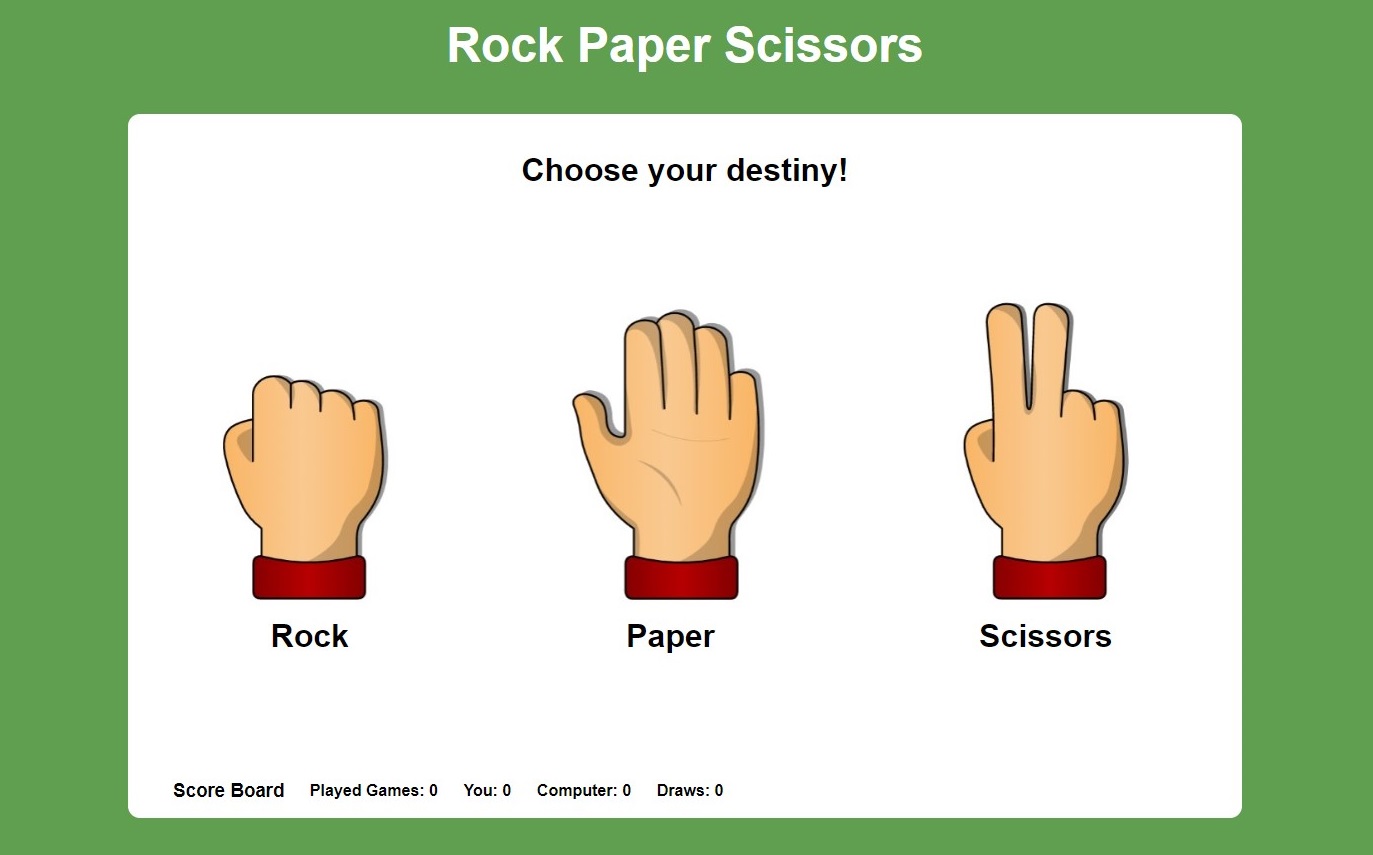 Rock Paper Scissors
Choose your destiny!
Rock Paper Scissors
Score Board Played Games: 0 You: 0 Computer: 0 Draws: 0